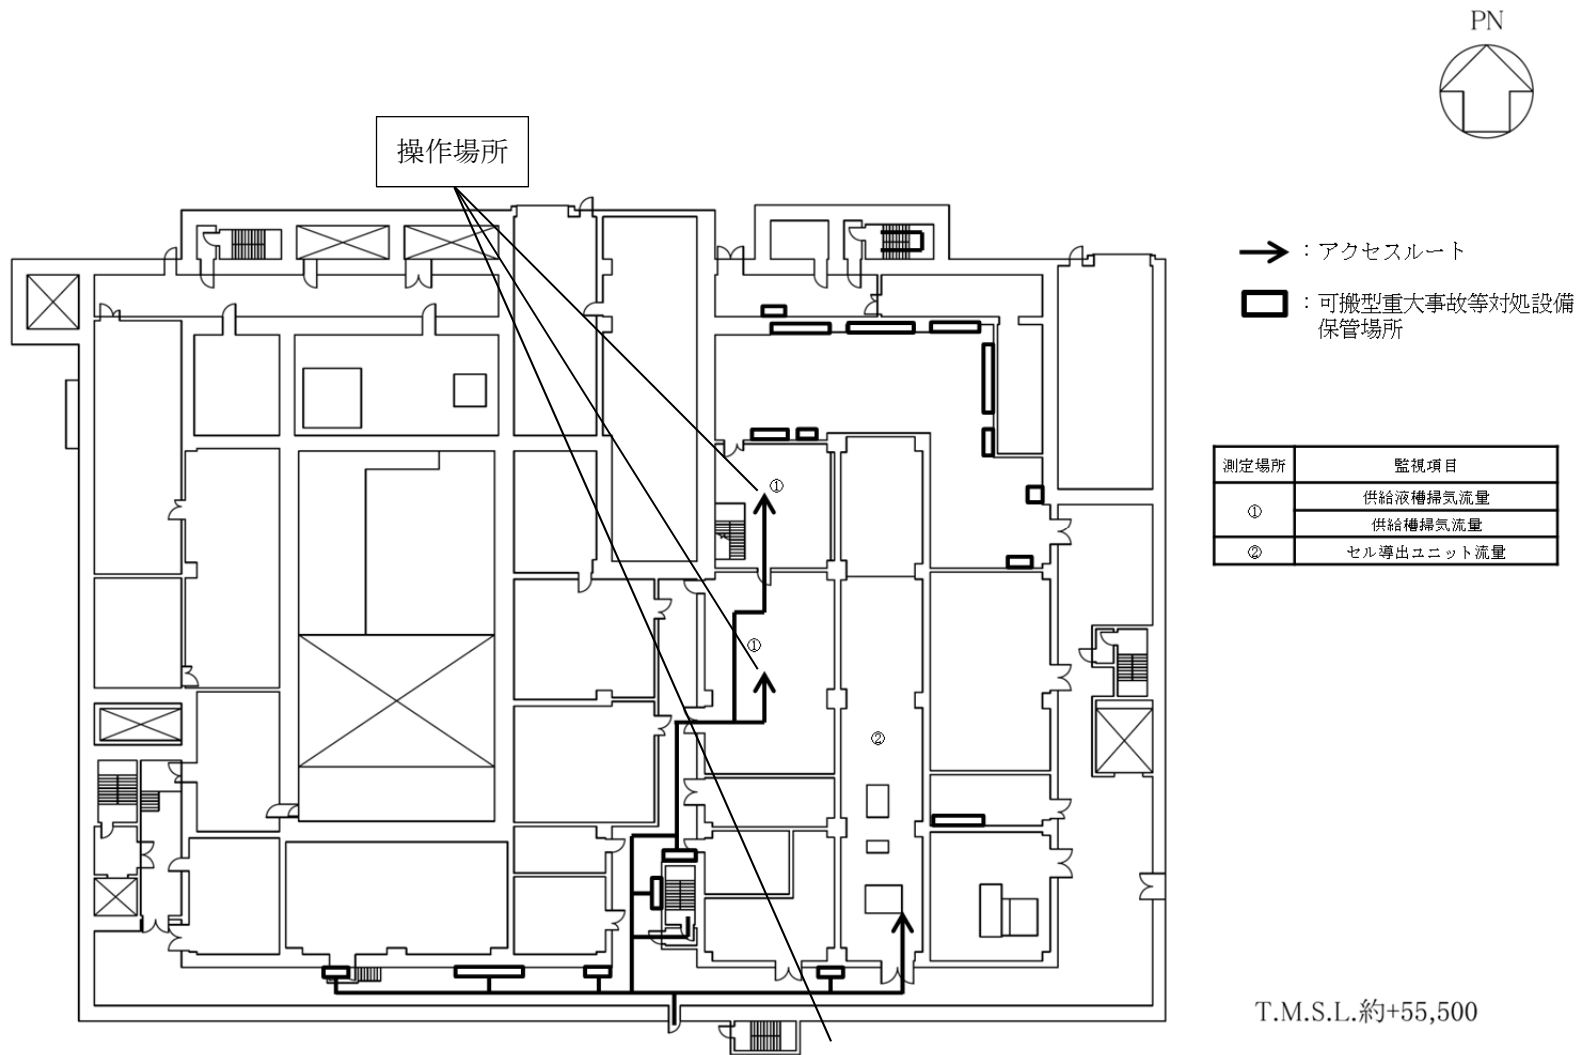 PN
操作場所
：アクセスルート
：可搬型重大事故等対処設備
保管場所
測定場所 監視項目
① 供給液槽掃気流量
供給槽掃気流量
② セル導出ユニット流量
①
①
②
T.M.S.L.約+55,500